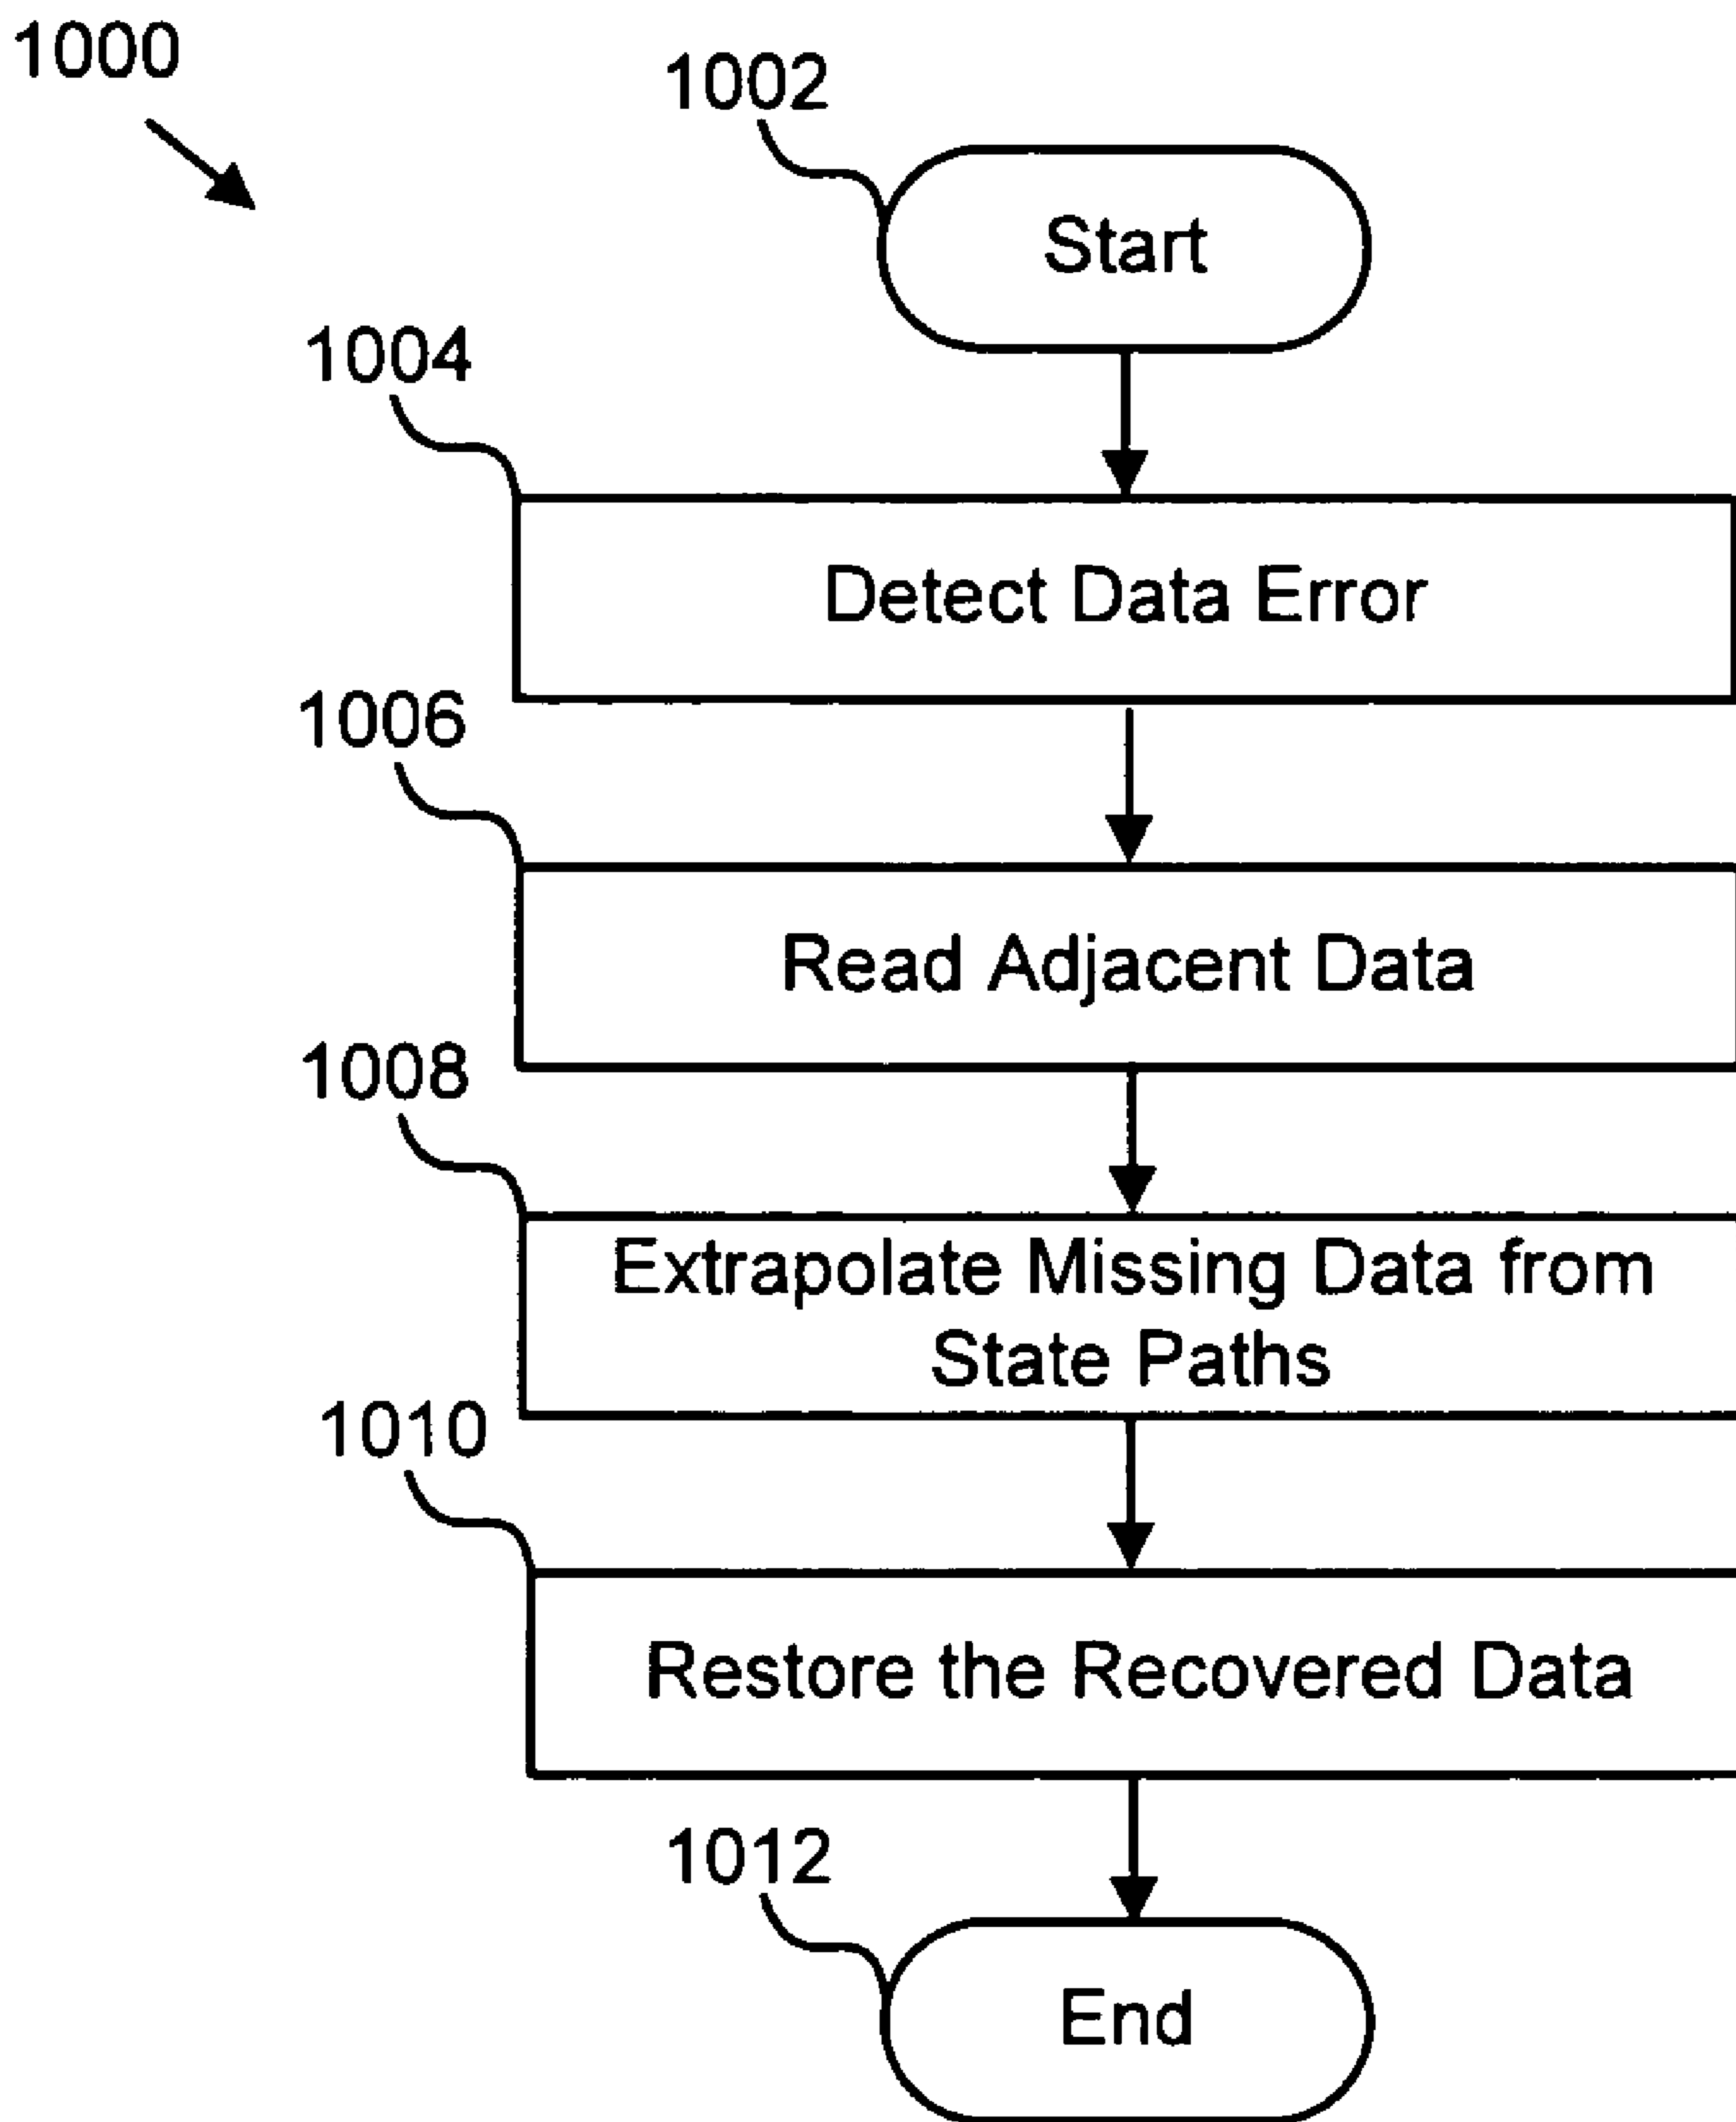 1000
1002
Start
1004
Detect Data Error
1006
Read Adjacent Data
1008
Extrapolate Missing Data from
State Paths
1010
Restore the Recovered Data
1012
End